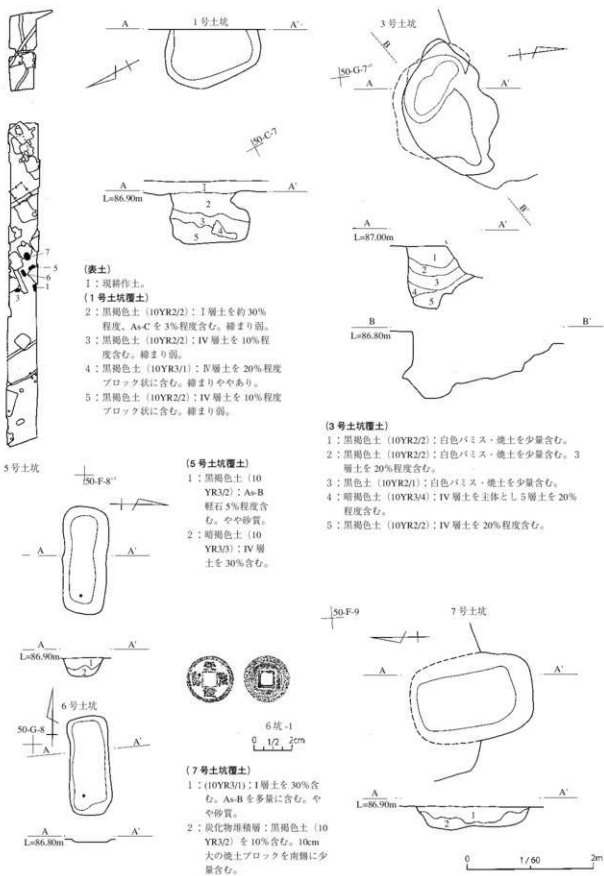 1号土坑
A
A'
50-C-7
A
L=86.90m
A'
I
2
3
4
5
7
5
6
1
3
(表土)
I：現耕作土。
(1号土坑覆土)
2：黒褐色土（10YR2/2）：I層土を約30%
程度、As-Cを3%程度含む。締まり弱。
3：黒褐色土（10YR2/2）：IV層土を10%程
度含む。締まり弱。
4：黒褐色土（10YR3/1）：IV層土を20%程度
ブロック状に含む。締まりややあり。
5：黒褐色土（10YR2/2）：IV層土を10%程度
ブロック状に含む。締まり弱。
3号土坑
B
50-G-7
A
A'
B'
A
L=87.00m
A'
1
2
3
4
5
B
L=86.80m
B'
(3号土坑覆土)
1：黒褐色土（10YR2/2）：白色パミス・焼土を少量含む。
2：黒褐色土（10YR2/2）：白色パミス・焼土を少量含む。3
層土を20%程度含む。
3：黒色土（10YR2/1）：白色パミス・焼土を少量含む。
4：暗褐色土（10YR3/4）：IV層土を主体とし5層土を20%
程度含む。
5：黒褐色土（10YR2/2）：IV層土を20%程度含む。
5号土坑
50-F-8
A
A'
A
L=86.90m
A'
1
2
(5号土坑覆土)
1：黒褐色土（10
YR3/2）：As-B
軽石5%程度含
む。やや砂質。
2：暗褐色土（10
YR3/3）：IV層
土を30%含む。
6号土坑
50-G-8
A
A'
A
L=86.80m
A'
6坑-1
0 1/2 2cm
(7号土坑覆土)
1：(10YR3/1)：I層土を30%含
む。As-Bを多量に含む。や
や砂質。
2：炭化物堆積層：黒褐色土（10
YR3/2）を10%含む。10cm
大の焼土ブロックを南側に少
量含む。
50-F-9
7号土坑
A
A'
A
L=86.90m
A'
1
2
0 1/60 2m